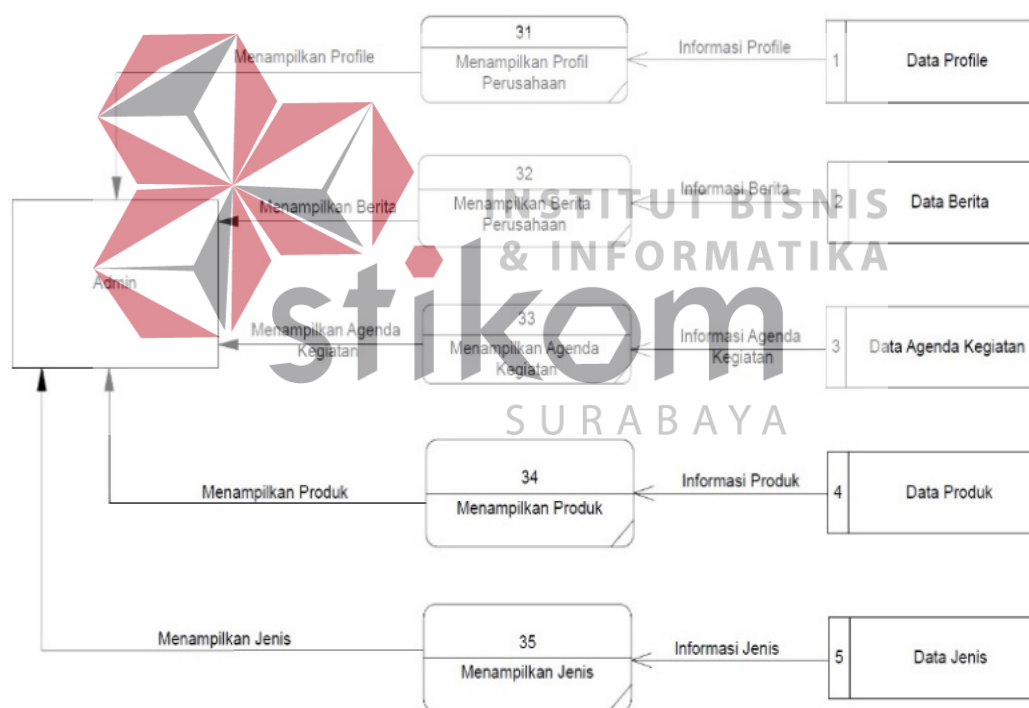 31
Menampilkan Profile
Menampilkan Profil
Perusahaan
Informasi Profile
1
Data Profile
32
Menampilkan Berita
Menampilkan Berita
Perusahaan
Informasi Berita
2
Data Berita
INSTITUT BISNIS
& INFORMATIKA
stikom
SURABAYA
Admin
33
Menampilkan Agenda
Kegiatan
Menampilkan Agenda
Kegiatan
Informasi Agenda
Kegiatan
3
Data Agenda Kegiatan
34
Menampilkan Produk
Menampilkan Produk
Informasi Produk
4
Data Produk
35
Menampilkan Jenis
Menampilkan Jenis
Informasi Jenis
5
Data Jenis